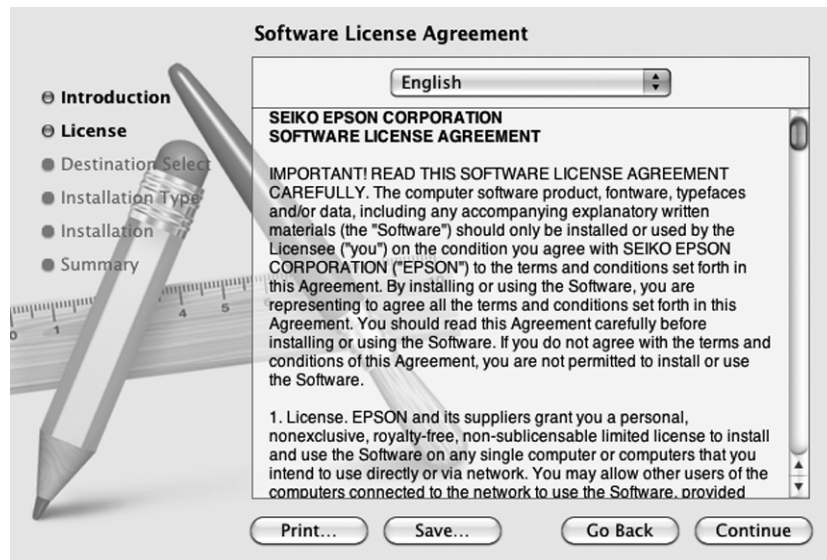 Software License Agreement
Introduction
License
Destination Select
Installation Type
Installation
Summary
English
SEIKO EPSON CORPORATION
SOFTWARE LICENSE AGREEMENT
IMPORTANT! READ THIS SOFTWARE LICENSE AGREEMENT
CAREFULLY. The computer software product, fontware, typefaces
and/or data, including any accompanying explanatory written
materials (the "Software") should only be installed or used by the
Licensee ("you") on the condition you agree with SEIKO EPSON
CORPORATION ("EPSON") to the terms and conditions set forth in
this Agreement. By installing or using the Software, you are
representing to agree all the terms and conditions set forth in this
Agreement. You should read this Agreement carefully before
installing or using the Software. If you do not agree with the terms and
conditions of this Agreement, you are not permitted to install or use
the Software.
1. License. EPSON and its suppliers grant you a personal,
nonexclusive, royalty-free, non-sublicensable limited license to install
and use the Software on any single computer or computers that you
intend to use directly or via network. You may allow other users of the
computers connected to the network to use the Software, provided
0 1 4 5
Print... Save... Go Back Continue